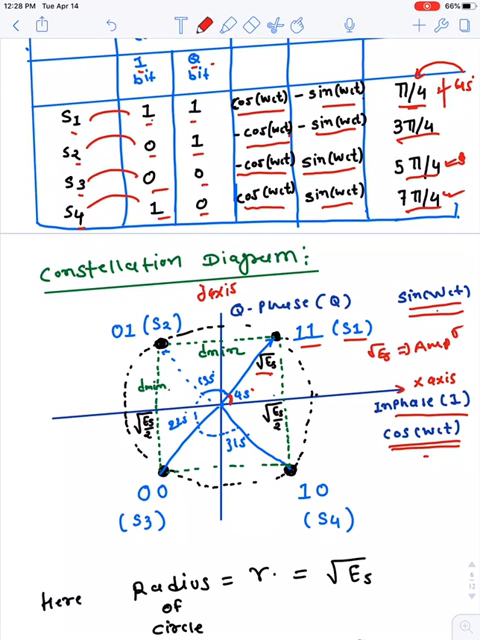 12:28 PM Tue Apr 14
66%
I Q
bit bit
S1 1 1 cos(wct) - sin(wct) π/4
S2 0 1 -cos(wct) - sin(wct) 3π/4
S3 0 0 -cos(wct) sin(wct) 5π/4
S4 1 0 cos(wct) sin(wct) 7π/4
Constellation Diagram:
Q-Phase(Q)
sin(wct)
01 (S2)
11 (S1)
dmin
√Es
√Es => Amp
dmin
135°
45°
x axis
Inphase(I)
cos(wct)
√Es/2
√Es/2
315
00
10
(S3)
(S4)
Here Radius = r. = √Es
of
circle
6
12